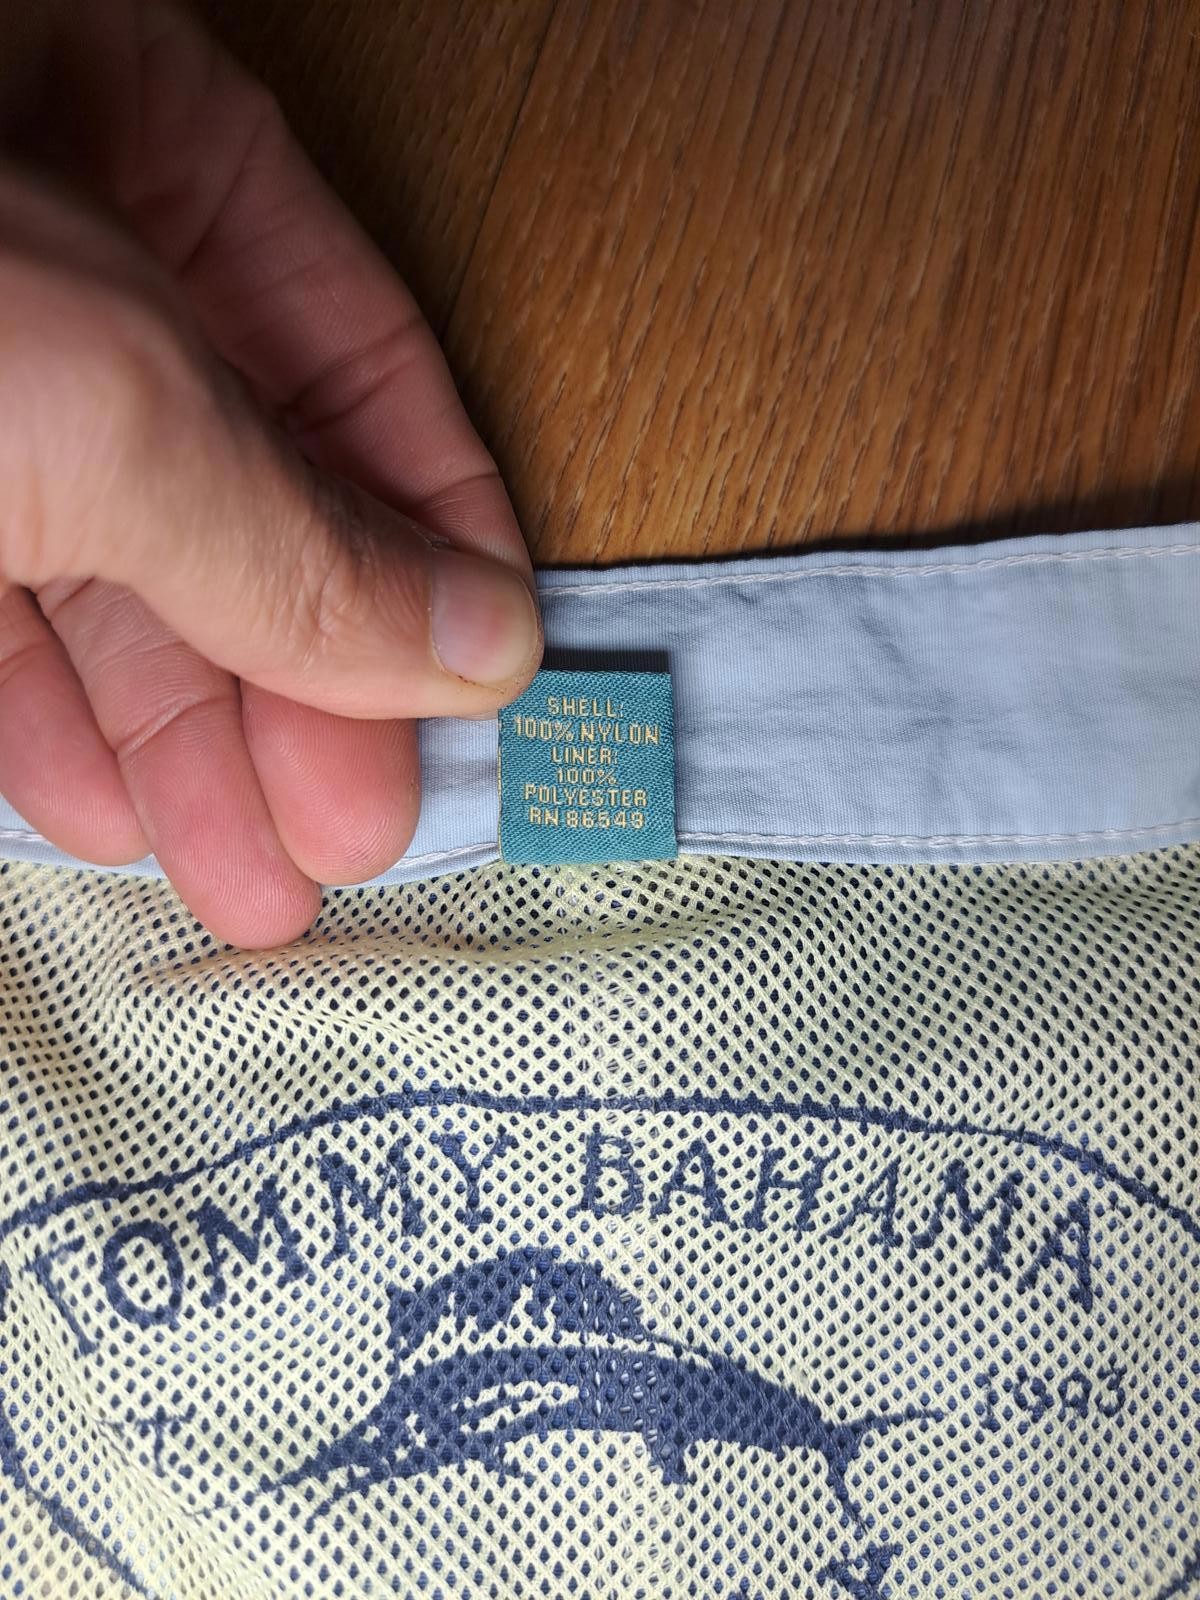 SHELL:
100% NYLON
LINER:
100%
POLYESTER
RN 86549
TOMMY BAHAMA
1993